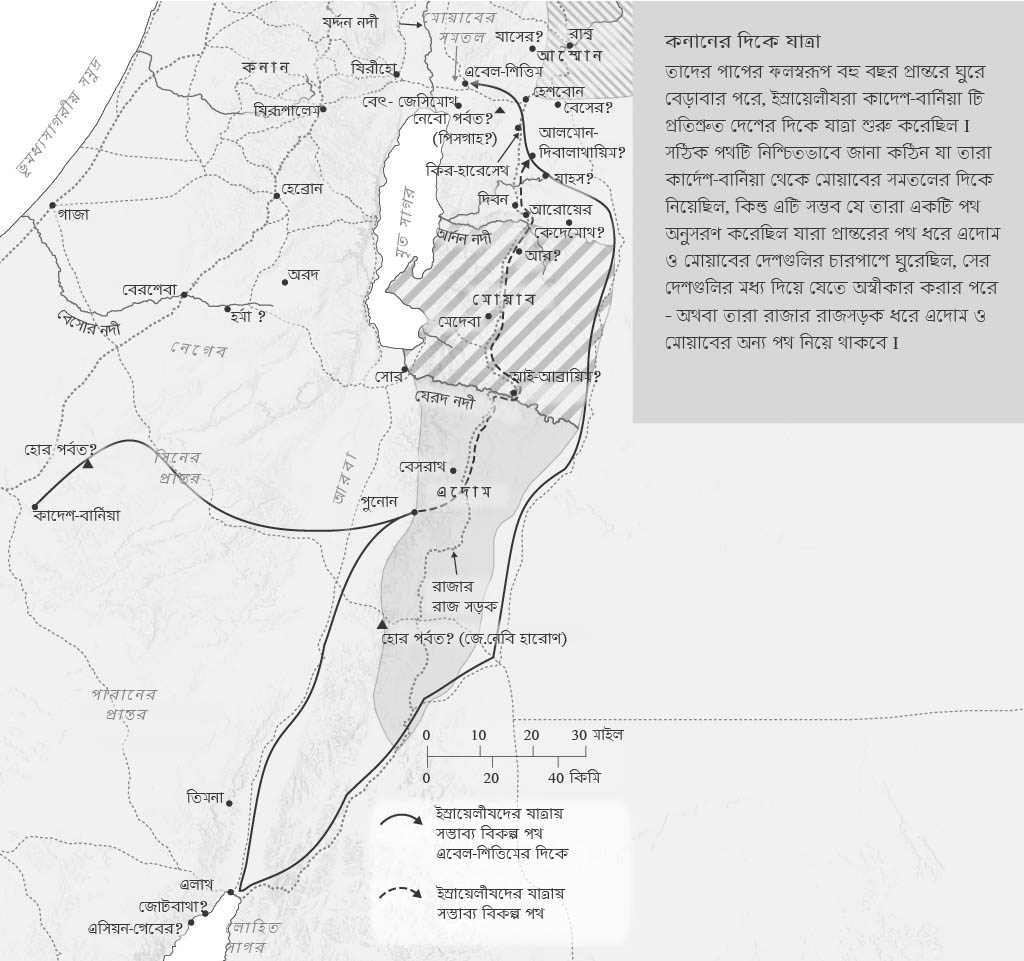 কনানের দিকে যাত্রা
তাদের পাপের ফলস্বরূপ বহু বছর প্রান্তরে ঘুরে
বেড়াবার পরে, ইস্রায়েলীযরা কাদেশ-বার্নিয়া টি
প্রতিশ্রুত দেশের দিকে যাত্রা শুরু করেছিল I
সঠিক পথটি নিশ্চিতভাবে জানা কঠিন যা তারা
কার্দেশ-বার্নিয়া থেকে মোয়াবের সমতলের দিকে
নিয়েছিল, কিন্তু এটি সম্ভব যে তারা একটি পথ
অনুসরণ করেছিল যারা প্রান্তরের পথ ধরে এদোম
ও মোয়াবের দেশগুলির চারপাশে ঘুরেছিল, সের
দেশগুলির মধ্য দিয়ে যেতে অস্বীকার করার পরে
- অথবা তারা রাজার রাজসড়ক ধরে এদোম ও
মোয়াবের অন্য পথ নিয়ে থাকবে I
যর্দ্দন নদী
মোয়াবের
সমতল
যাসের?
রাব্বা
আম্মোন
কনান
যিরীহো
এবেল-শিত্তিম
হেশবোন
যিরূশালেম
বেৎ- জেসিমোথ
বেসের?
নেবো পর্বত?
(পিসগাহ?)
আলমোন-
দিবালাথায়িম?
ভূমধ্যসাগরীয় সমুদ্র
কির-হারেসেথ
যাহস?
হেব্রোন
গাজা
দিবন
আরোয়ের
কেদেমোথ?
মৃত সাগর
অর্নন নদী
আর?
অরদ
বেরশেবা
হর্মা ?
মোয়াব
বেসোর নদী
মেদেবা
নেগেব
সোর
আই-আব্রায়িম?
যেরদ নদী
হোর পর্বত?
সিনের
প্রান্তর
আরবা
বেসরাথ
এদোম
পুনোন
কাদেশ-বার্নিয়া
রাজার
রাজ সড়ক
হোর পর্বত? (জে.নেবি হারোণ)
পারানের
প্রান্তর
0 10 20 30 মাইল
0 20 40 কিমি
তিমনা
ইস্রায়েলীযদের যাত্রায়
সম্ভাব্য বিকল্প পথ
এবেল-শিত্তিমের দিকে
এলাথ
জোটবাথা?
এসিয়ন-গেবের?
ইস্রায়েলীযদের যাত্রায়
সম্ভাব্য বিকল্প পথ
লোহিত
সাগর